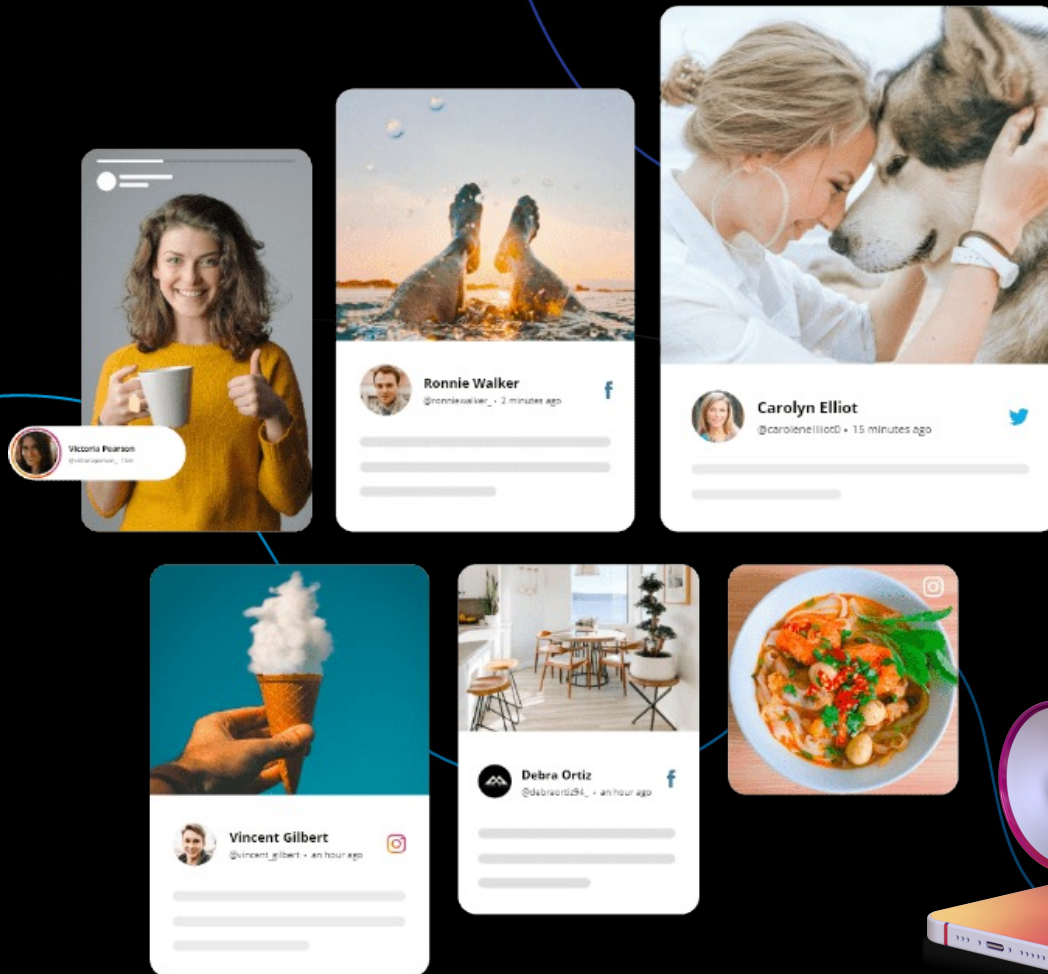 Ronnie Walker
@ronniewalker_ • 2 minutes ago
Carolyn Elliot
@carolenelliot0 • 15 minutes ago
Victoria Pearson
Debra Ortiz
@debraortiz94_ • an hour ago
Vincent Gilbert
@vincent_gilbert • an hour ago